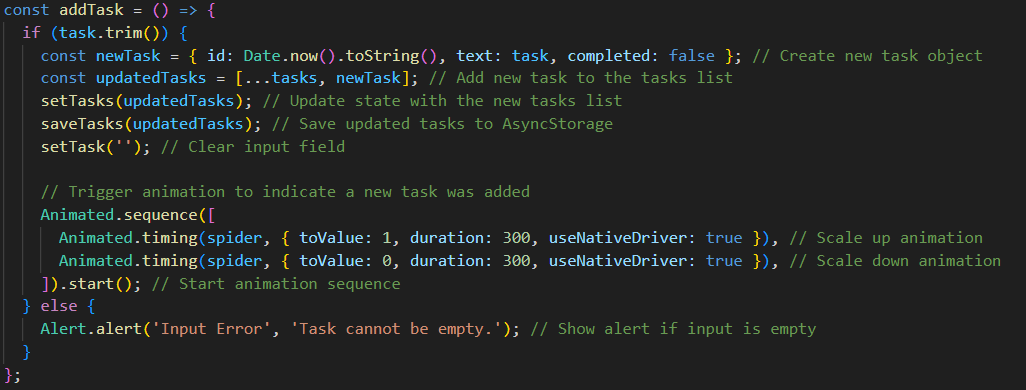 const addTask = () => {
  if (task.trim()) {
    const newTask = { id: Date.now().toString(), text: task, completed: false }; // Create new task object
    const updatedTasks = [...tasks, newTask]; // Add new task to the tasks list
    setTasks(updatedTasks); // Update state with the new tasks list
    saveTasks(updatedTasks); // Save updated tasks to AsyncStorage
    setTask(''); // Clear input field

    // Trigger animation to indicate a new task was added
    Animated.sequence([
      Animated.timing(spider, { toValue: 1, duration: 300, useNativeDriver: true }), // Scale up animation
      Animated.timing(spider, { toValue: 0, duration: 300, useNativeDriver: true }), // Scale down animation
    ]).start(); // Start animation sequence
  } else {
    Alert.alert('Input Error', 'Task cannot be empty.'); // Show alert if input is empty
  }
};